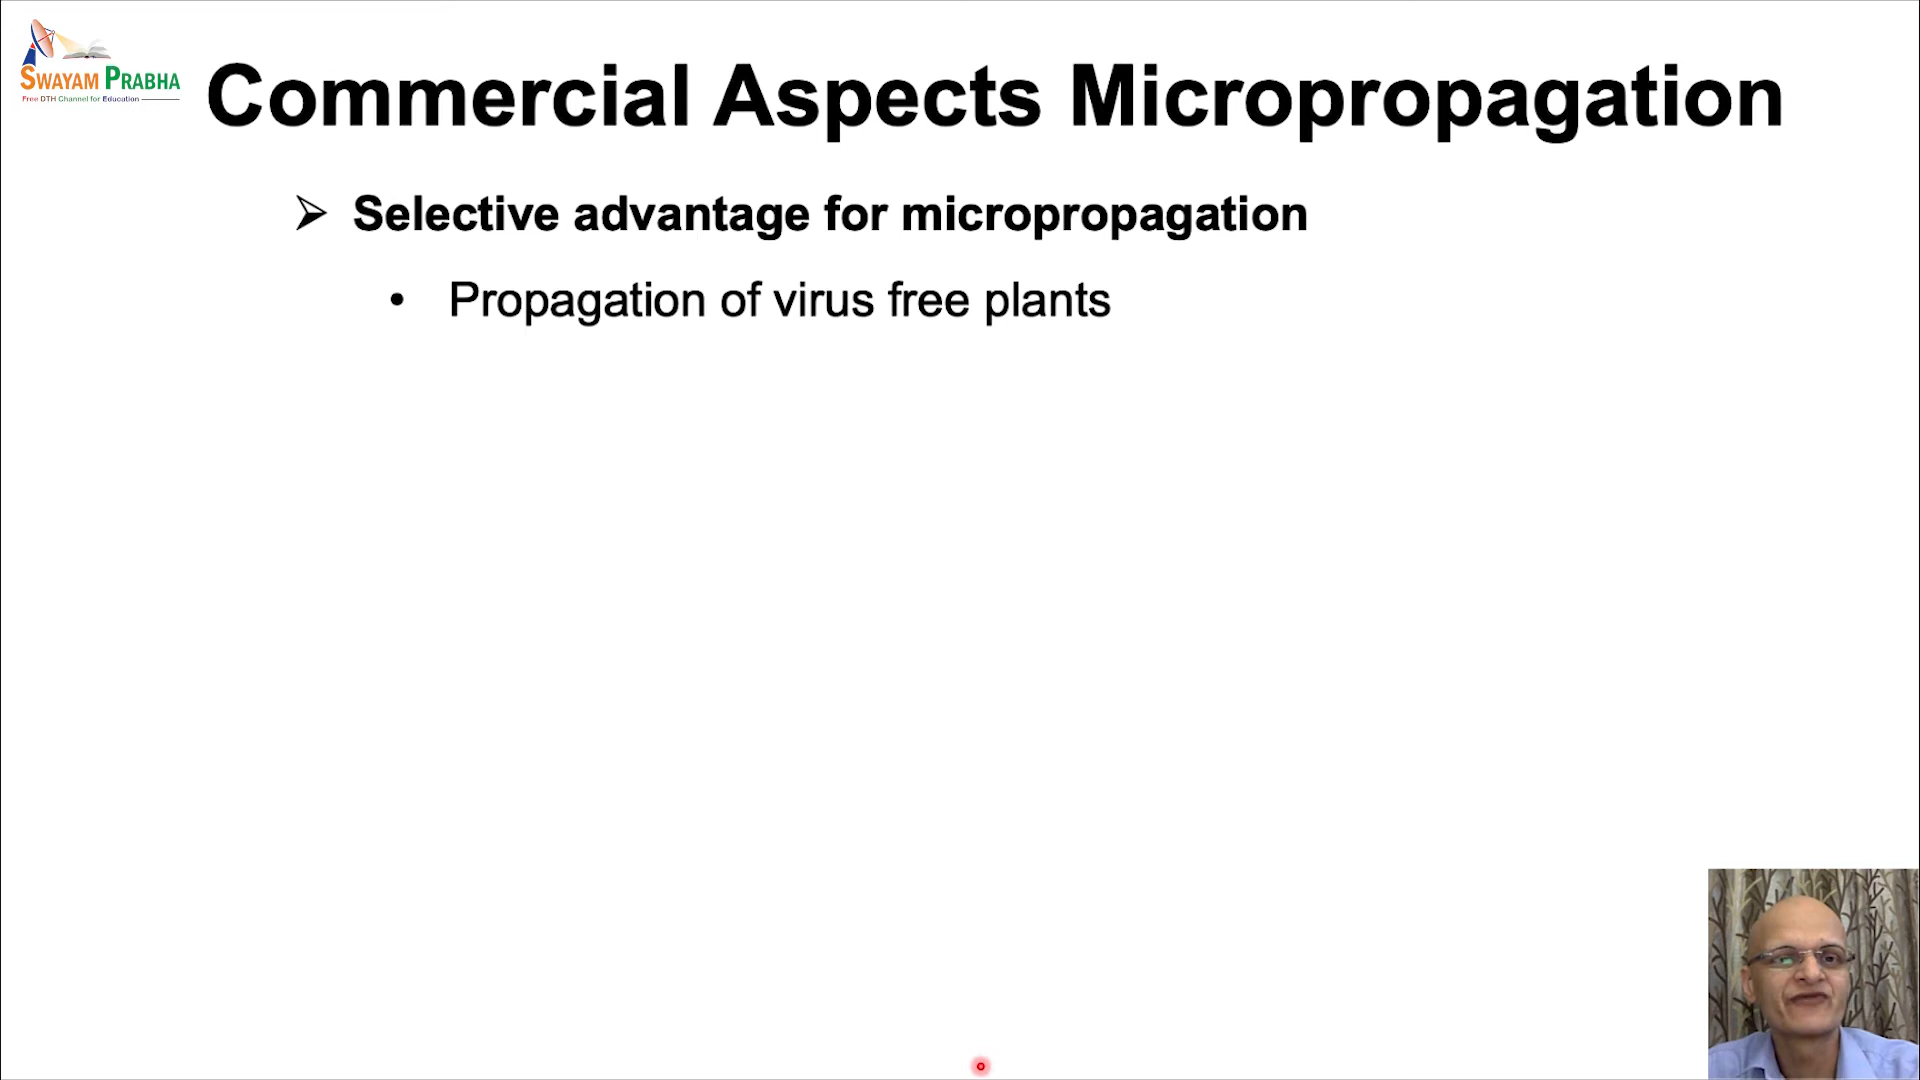 SWAYAM PRABHA
Free DTH Channel for Education
Commercial Aspects Micropropagation
➢ Selective advantage for micropropagation
• Propagation of virus free plants